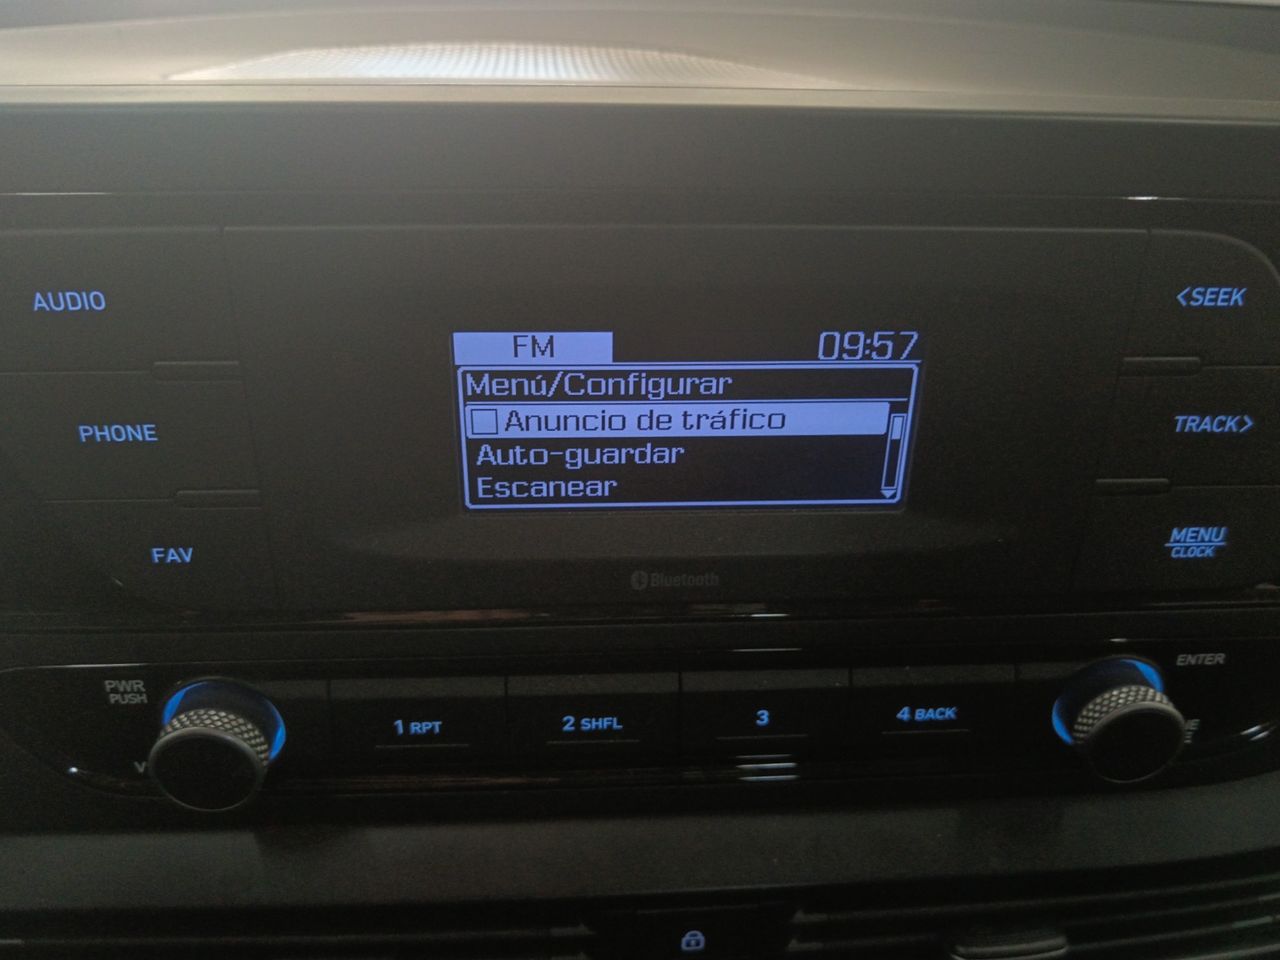 FM 09:57
Menú/Configurar
Anuncio de tráfico
Auto-guardar
Escanear
AUDIO
PHONE
FAV
<SEEK
TRACK>
MENU
CLOCK
Bluetooth
PWR
PUSH
1 RPT
2 SHFL
3
4 BACK
ENTER